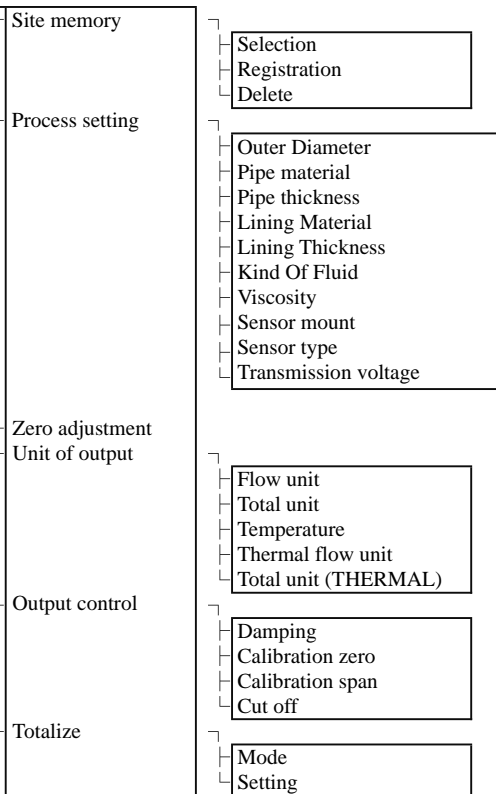 Site memory
Selection
Registration
Delete
Process setting
Outer Diameter
Pipe material
Pipe thickness
Lining Material
Lining Thickness
Kind Of Fluid
Viscosity
Sensor mount
Sensor type
Transmission voltage
Zero adjustment
Unit of output
Flow unit
Total unit
Temperature
Thermal flow unit
Total unit (THERMAL)
Output control
Damping
Calibration zero
Calibration span
Cut off
Totalize
Mode
Setting